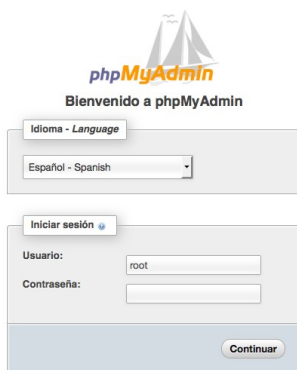 phpMyAdmin
Bienvenido a phpMyAdmin
Idioma - Language
Español - Spanish
Iniciar sesión
Usuario:
root
Contraseña:
Continuar